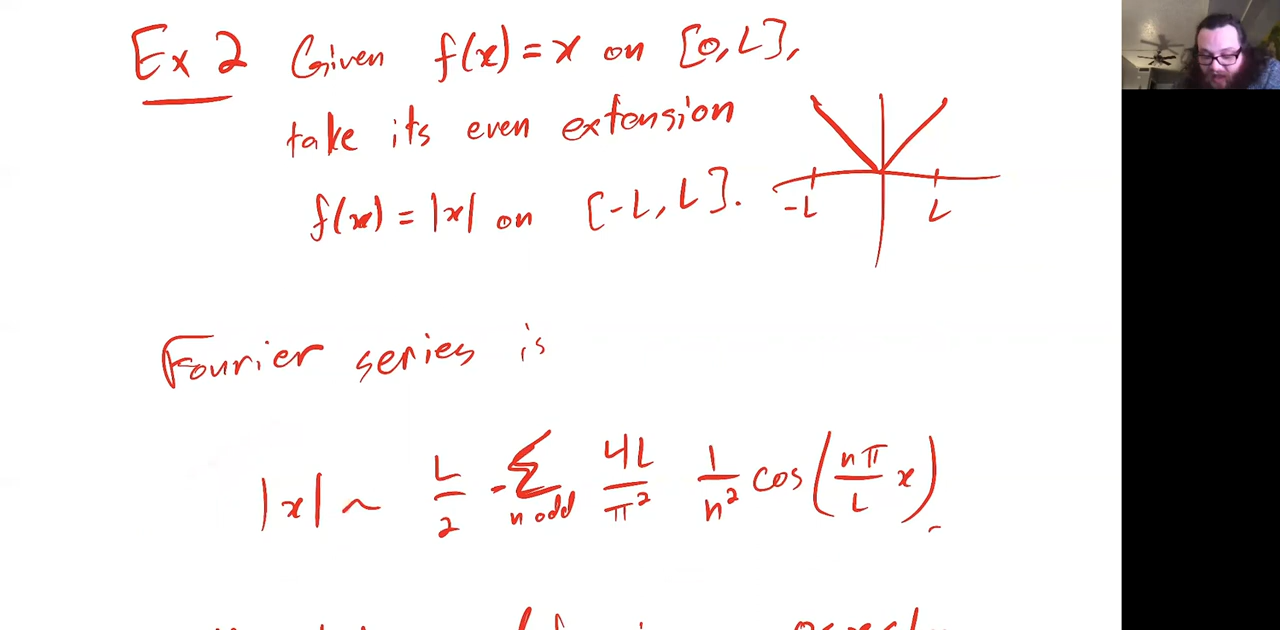 Ex 2 Given f(x) = x on [0, L],
take its even extension
f(x) = |x| on [-L, L].
-L L
Fourier series is
|x| ~ L/2 - Σ n odd 4L/π² 1/n² cos(nπ/L x)